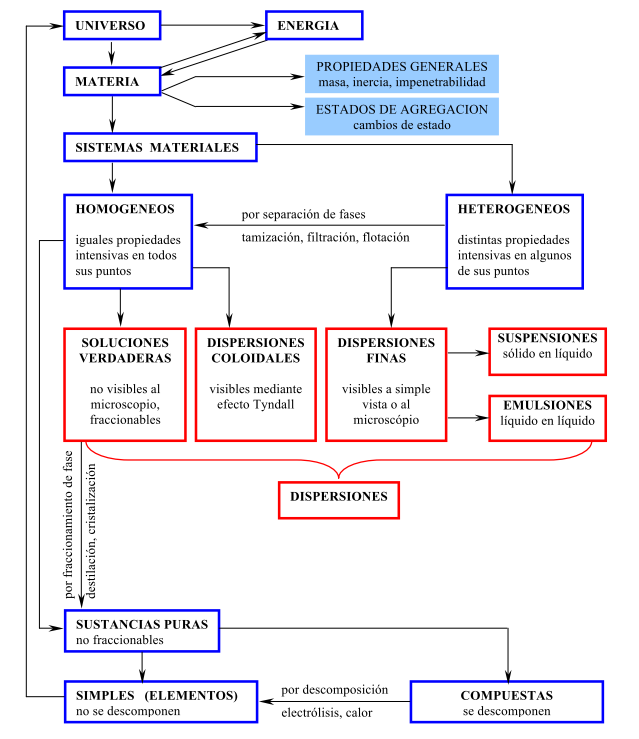 UNIVERSO
ENERGIA
MATERIA
PROPIEDADES GENERALES
masa, inercia, impenetrabilidad
ESTADOS DE AGREGACION
cambios de estado
SISTEMAS MATERIALES
HOMOGENEOS
iguales propiedades
intensivas en todos
sus puntos
por separación de fases
tamización, filtración, flotación
HETEROGENEOS
distintas propiedades
intensivas en algunos
de sus puntos
SOLUCIONES
VERDADERAS
no visibles al
microscopio,
fraccionables
DISPERSIONES
COLOIDALES
visibles mediante
efecto Tyndall
DISPERSIONES
FINAS
visibles a simple
vista o al
microscópio
SUSPENSIONES
sólido en líquido
EMULSIONES
líquido en líquido
DISPERSIONES
por fraccionamiento de fase
destilación, cristalización
SUSTANCIAS PURAS
no fraccionables
SIMPLES (ELEMENTOS)
no se descomponen
por descomposición
electrólisis, calor
COMPUESTAS
se descomponen